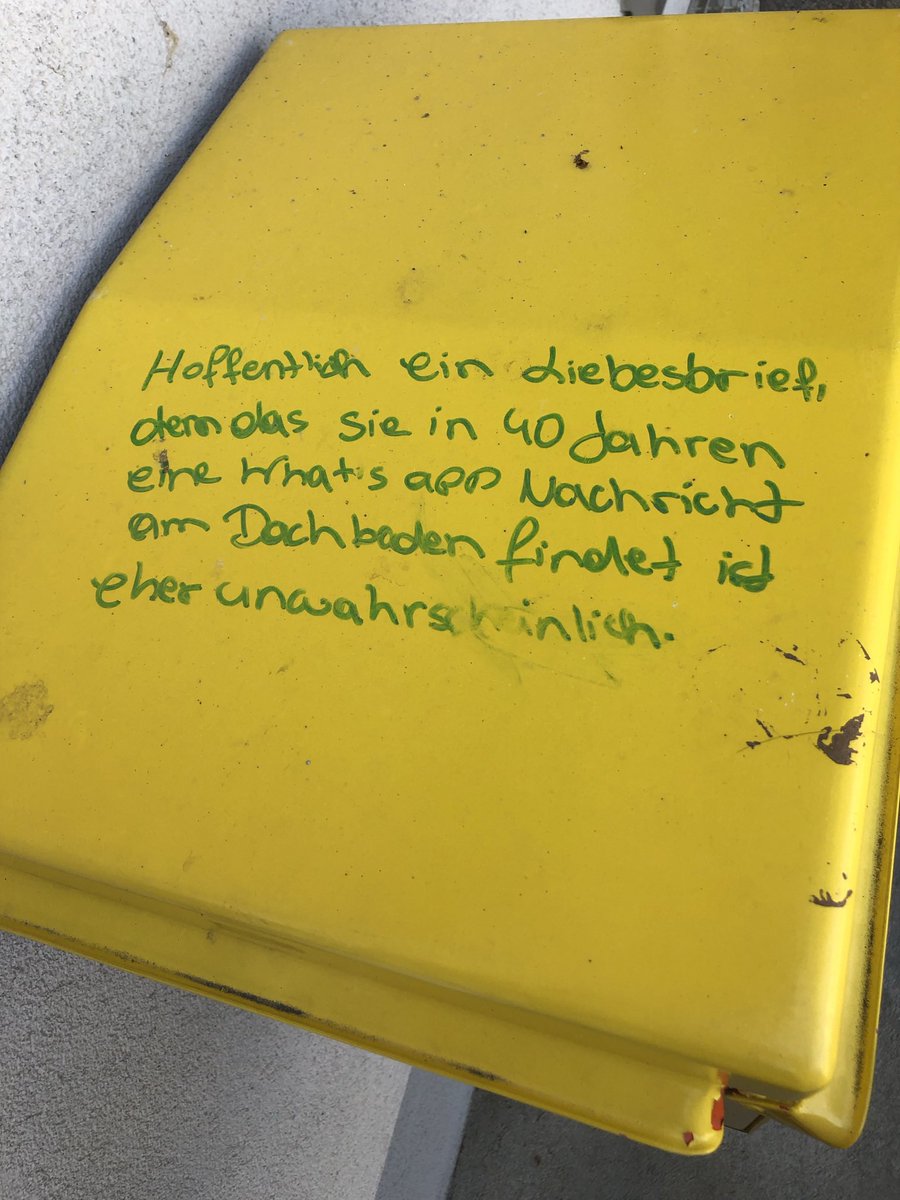 Hoffentlich ein Liebesbrief,
denn das sie in 40 Jahren
eine What's app Nachricht
am Dachboden findet ist
eher unwahrscheinlich.